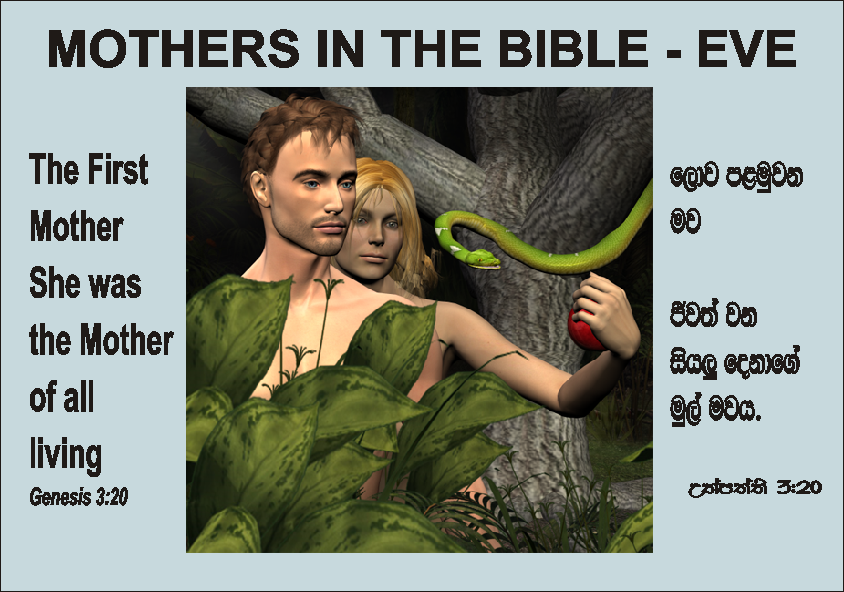 MOTHERS IN THE BIBLE - EVE
The First
Mother
She was
the Mother
of all
living
Genesis 3:20
ලොව පළමුවන
මව
ජීවත් වන
සියලු දෙනාගේ
මුල් මවය.
උත්පත්ති 3:20